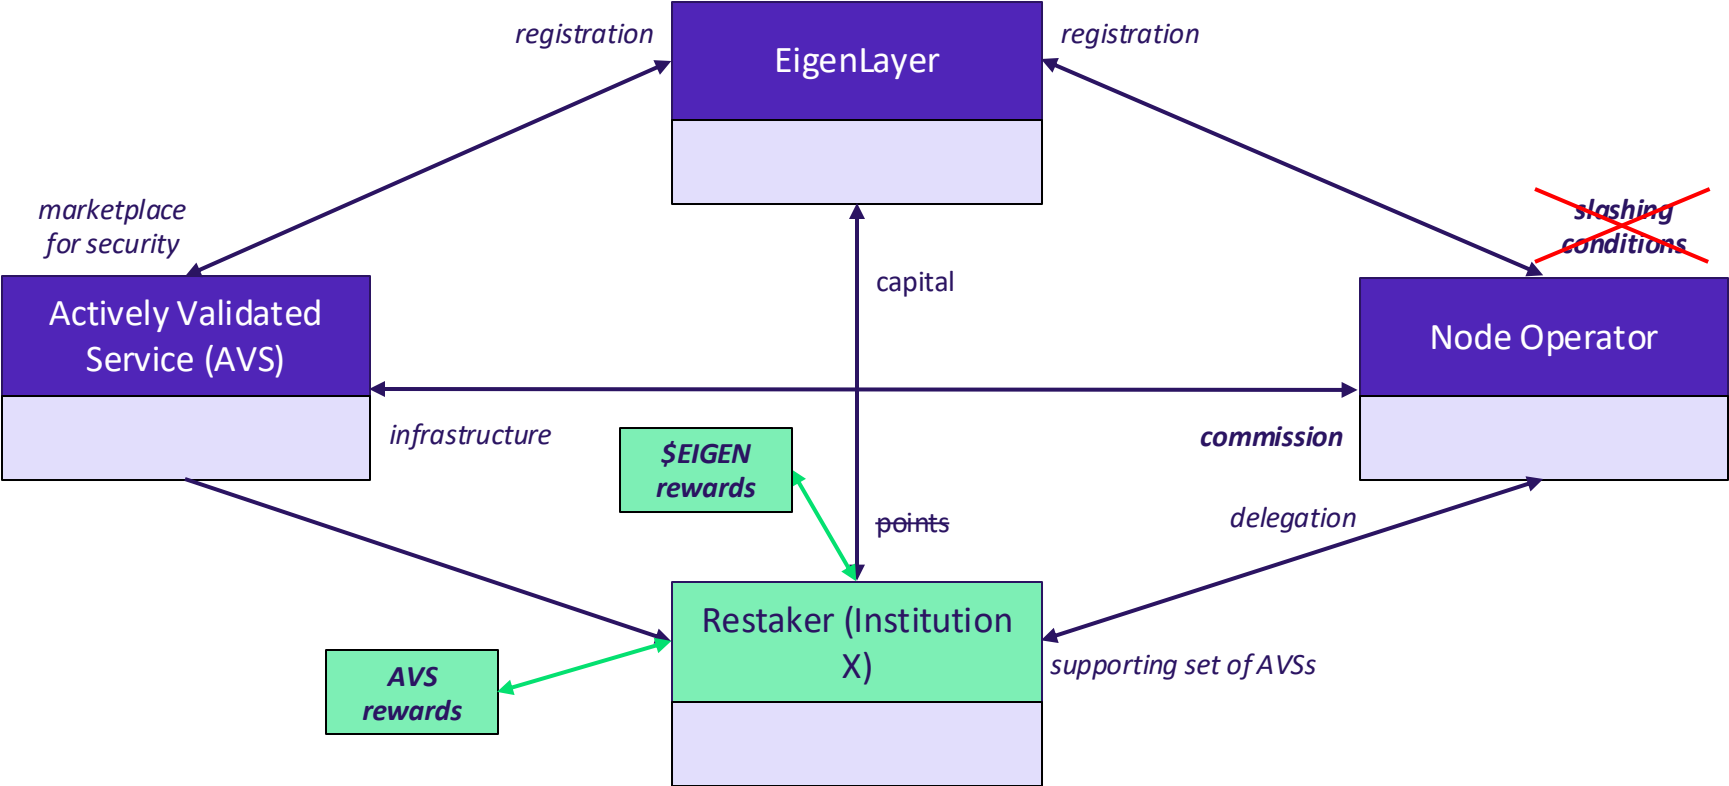 registration
EigenLayer
registration
marketplace
for security
slashing
conditions
capital
Actively Validated
Service (AVS)
Node Operator
infrastructure
commission
$EIGEN
rewards
points
delegation
Restaker (Institution
X)
supporting set of AVSs
AVS
rewards